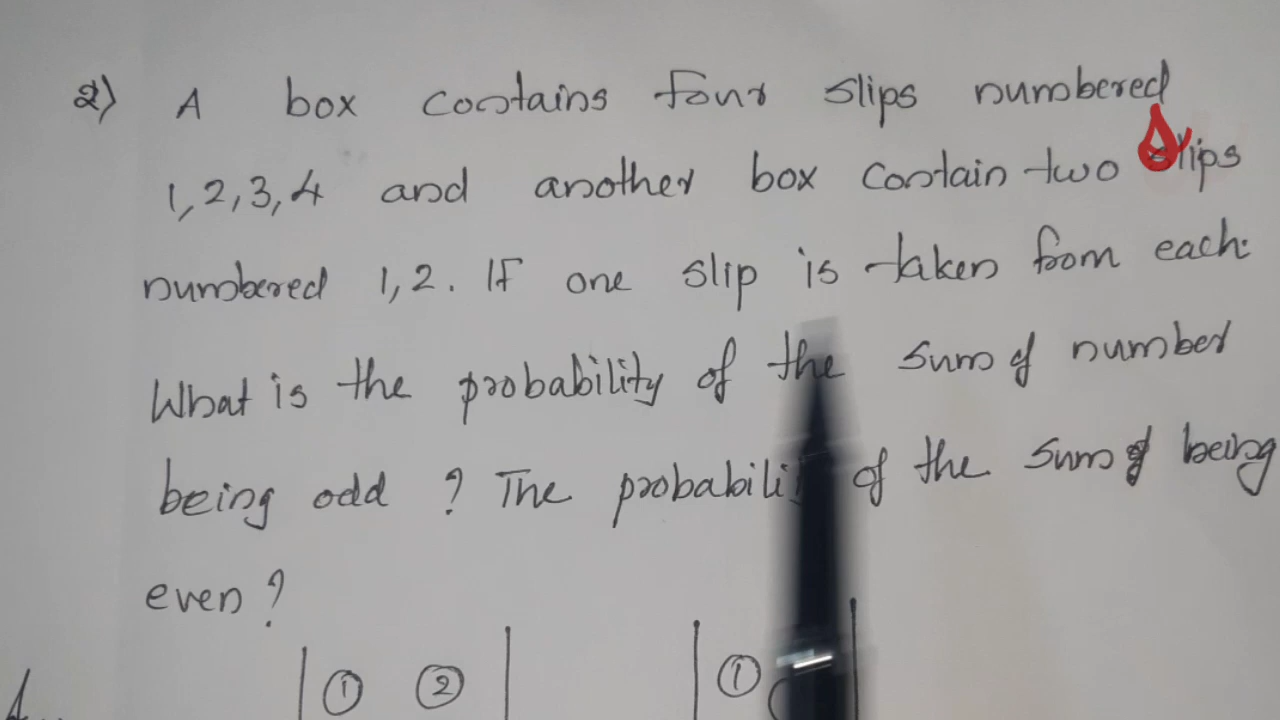 2) A box contains four slips numbered
1,2,3,4 and another box contain two slips
numbered 1,2. If one slip is taken from each.
What is the probability of the sum of number
being odd ? The of the sum of being
even ?
1 2 1